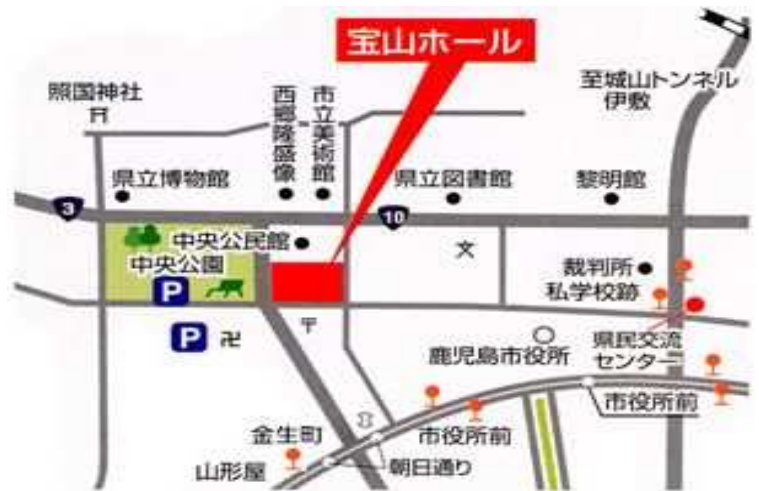 宝山ホール
至城山トンネル
伊敷
照国神社
西郷隆盛像
市立美術館
県立博物館
県立図書館
黎明館
3
10
中央公民館
中央公園
P
文
裁判所
私学校跡
P
卍
〒
鹿児島市役所
県民交流
センター
市役所前
金生町
市役所前
山形屋
朝日通り